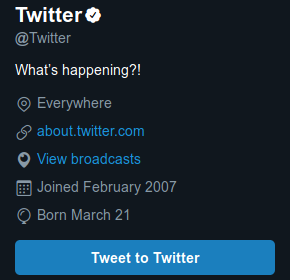 Twitter
@Twitter
What's happening?!
Everywhere
about.twitter.com
View broadcasts
Joined February 2007
Born March 21
Tweet to Twitter